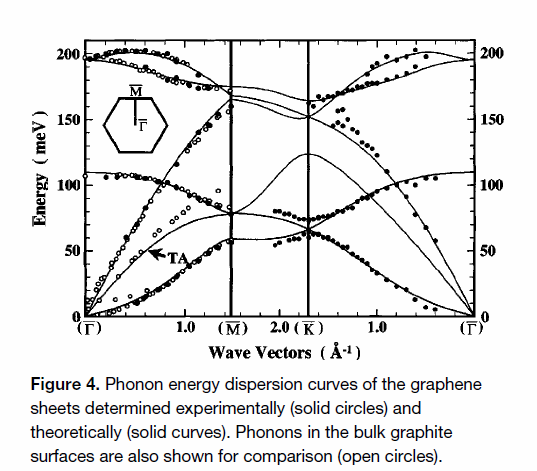 200
150
100
50
0
Energy ( meV )
M̄
Γ̄
TA
200
150
100
50
0
(Γ̄) 1.0 (M̄) 2.0 (K̄) 1.0 (Γ̄)
Wave Vectors ( Å-1 )
Figure 4. Phonon energy dispersion curves of the graphene
sheets determined experimentally (solid circles) and
theoretically (solid curves). Phonons in the bulk graphite
surfaces are also shown for comparison (open circles).